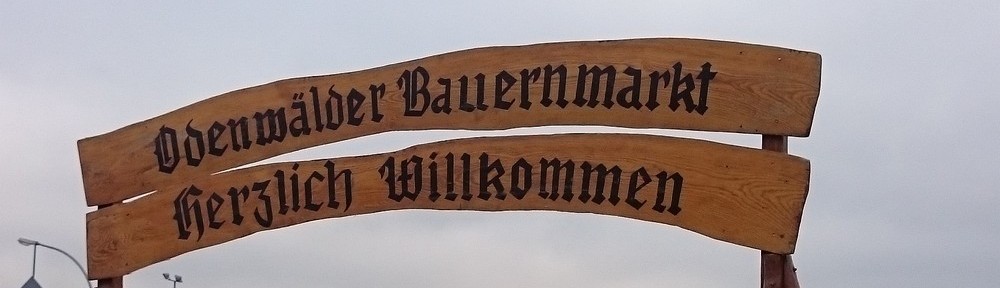 Odenwälder Bauernmarkt
Herzlich Willkommen